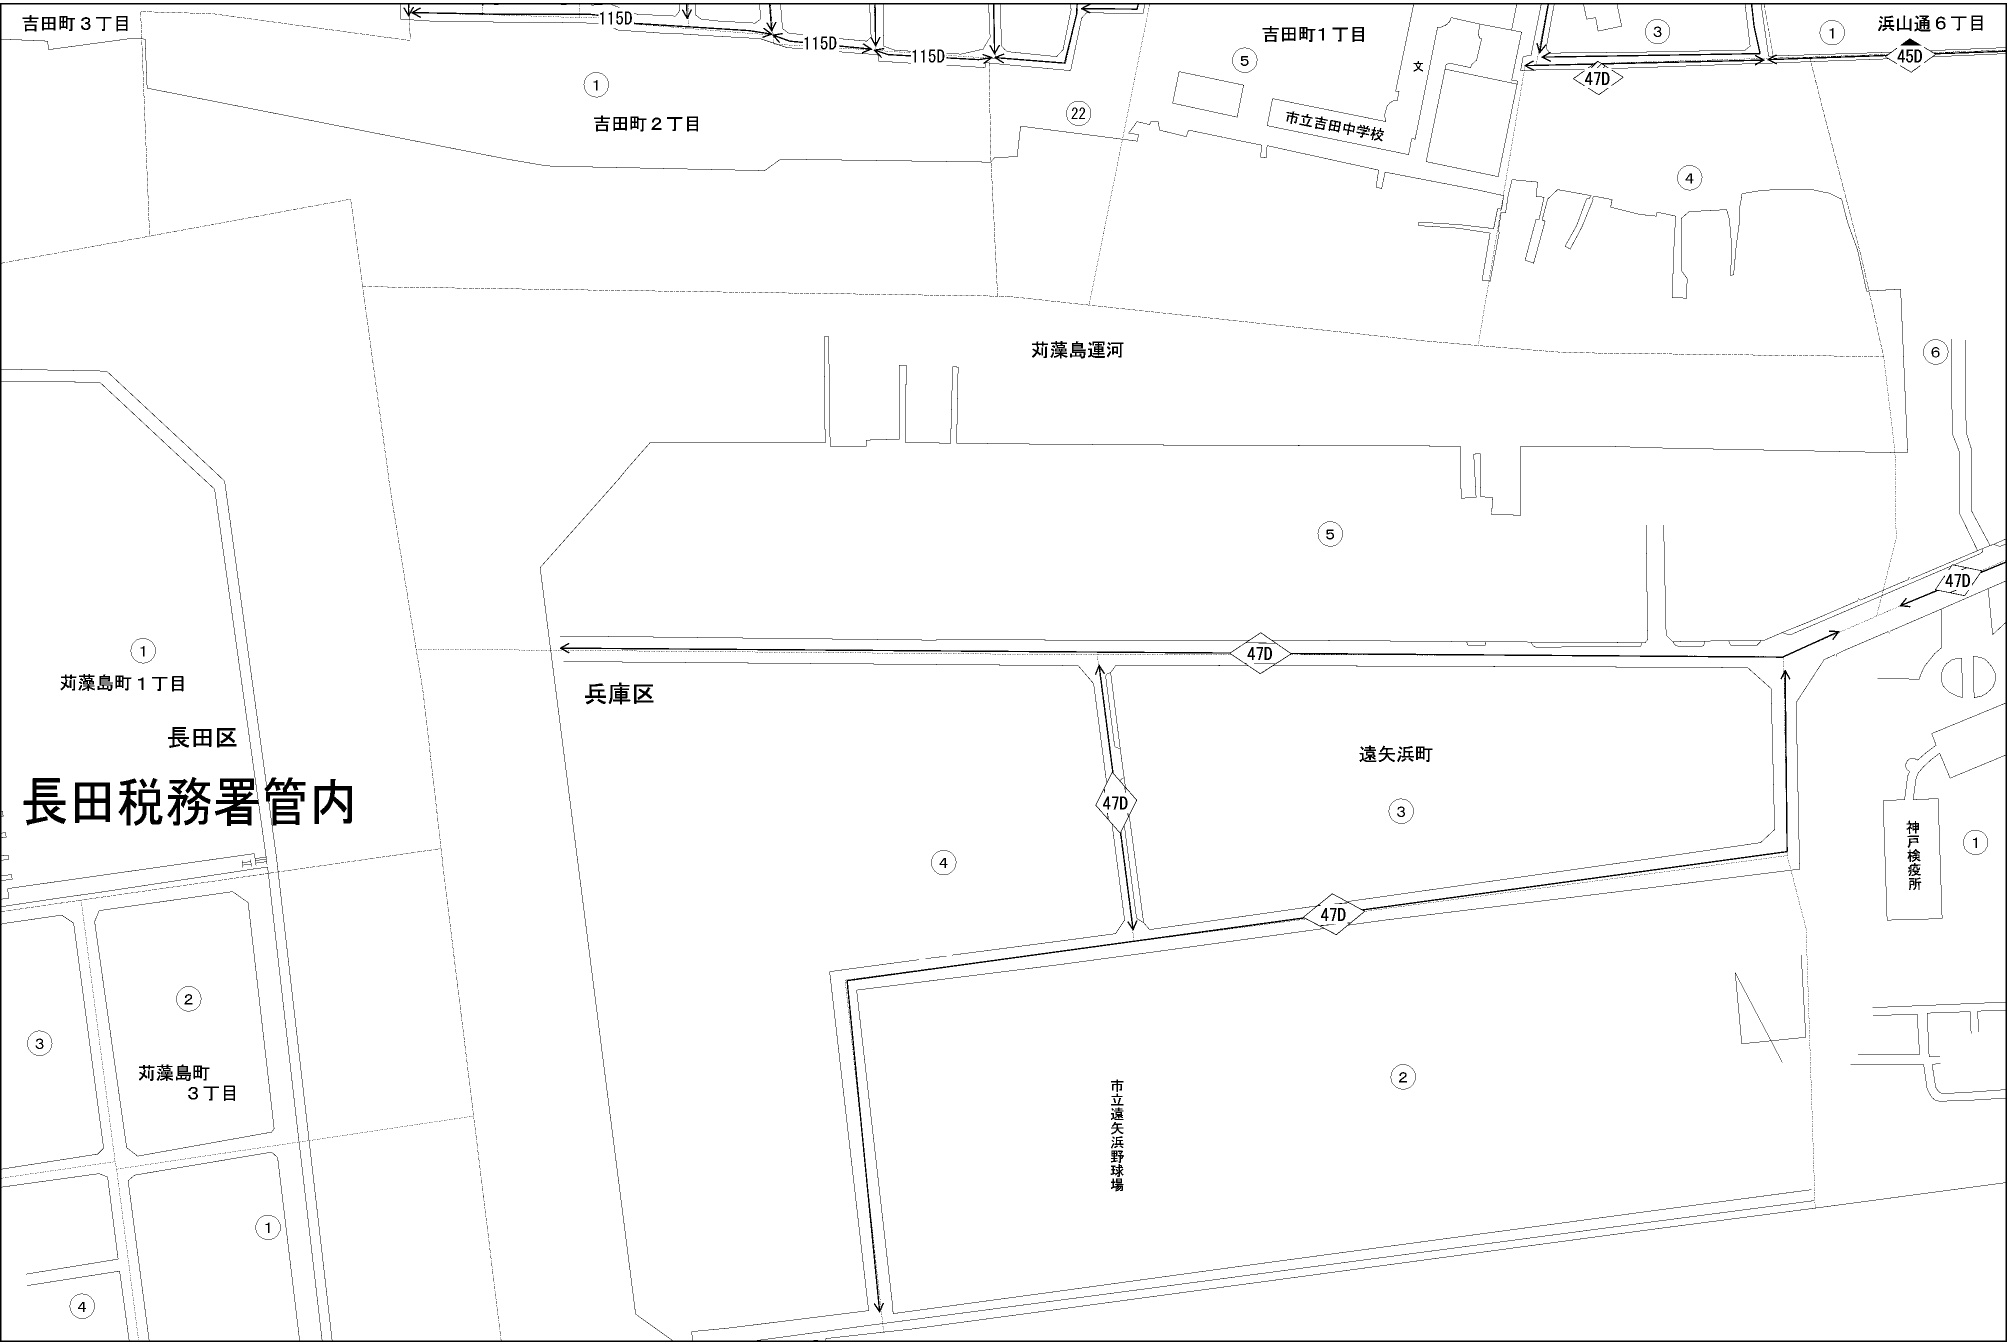 吉田町３丁目
115D
115D
115D
吉田町１丁目
5
文
3
1
浜山通６丁目
47D
45D
1
吉田町２丁目
22
市立吉田中学校
4
苅藻島運河
6
5
47D
1
苅藻島町１丁目
47D
兵庫区
長田区
遠矢浜町
長田税務署管内
47D
3
神戸検疫所
1
4
47D
2
3
苅藻島町
３丁目
2
市立遠矢浜野球場
1
4